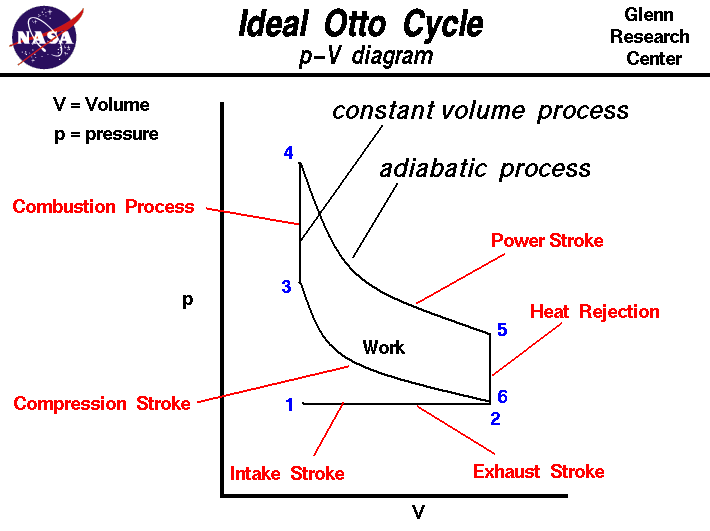 NASA
Ideal Otto Cycle
p-V diagram
Glenn
Research
Center
V = Volume
p = pressure
constant volume process
4
adiabatic process
Combustion Process
Power Stroke
3
p
Heat Rejection
5
Work
Compression Stroke
1
6
2
Intake Stroke
Exhaust Stroke
V